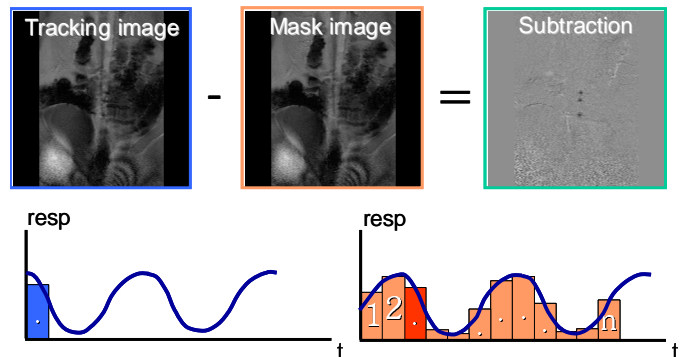 Tracking image
Mask image
Subtraction
-
=
resp
resp
1 2 . . . . . n
.
t
t